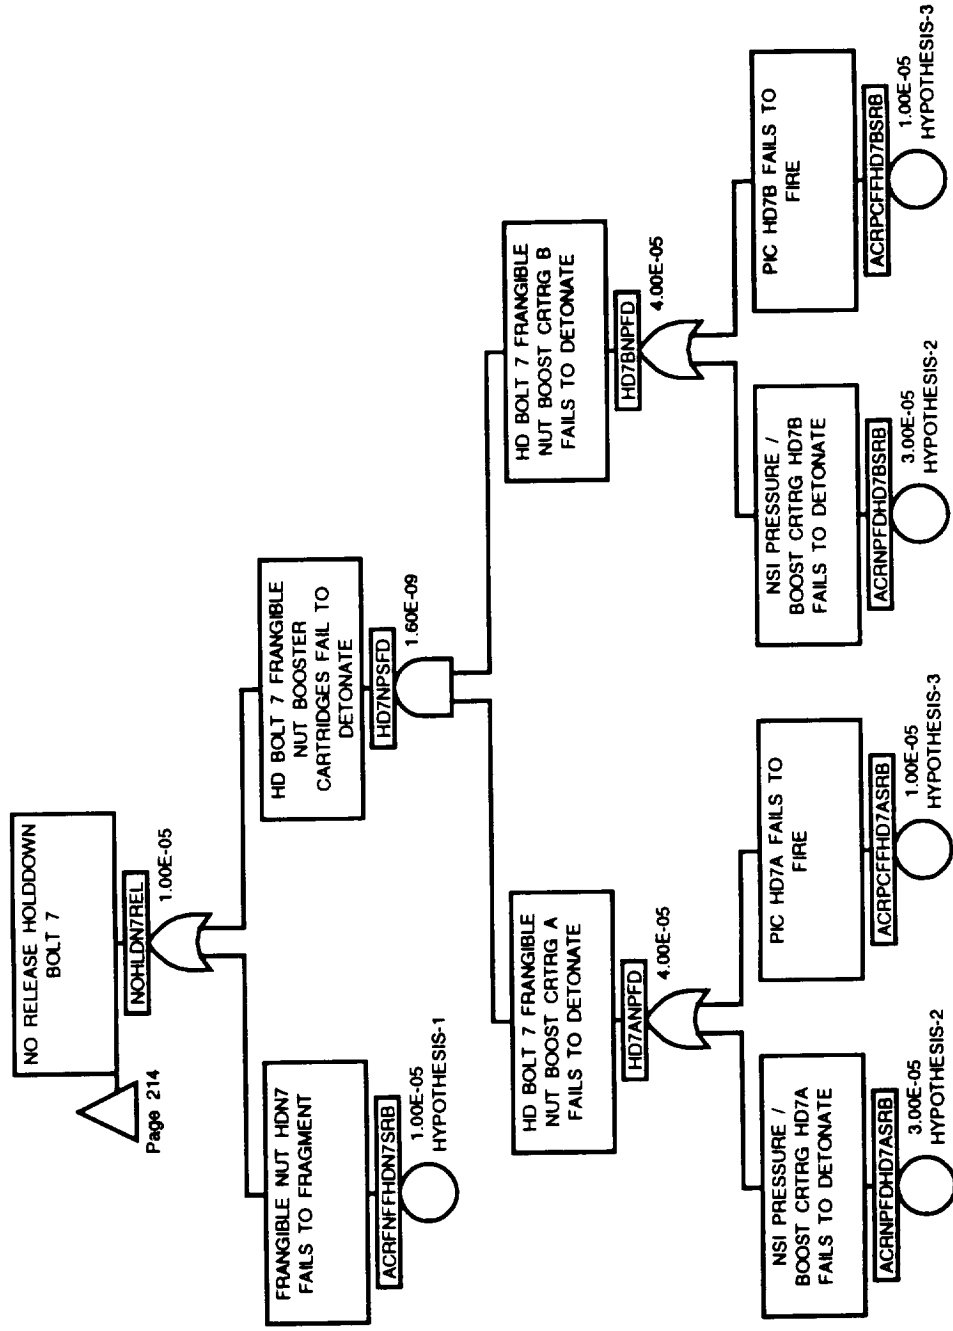 NO RELEASE HOLDDOWN
BOLT 7
NOHLDN7REL
1.00E-05
Page 214
FRANGIBLE NUT HDN7
FAILS TO FRAGMENT
ACRFNFFHDN7SRB
1.00E-05
HYPOTHESIS-1
HD BOLT 7 FRANGIBLE
NUT BOOSTER
CARTRIDGES FAIL TO
DETONATE
HD7NPSFD
1.60E-09
HD BOLT 7 FRANGIBLE
NUT BOOST CRTRG A
FAILS TO DETONATE
HD7ANPFD
4.00E-05
HD BOLT 7 FRANGIBLE
NUT BOOST CRTRG B
FAILS TO DETONATE
HD7BNPFD
4.00E-05
NSI PRESSURE /
BOOST CRTRG HD7A
FAILS TO DETONATE
ACRNPFDHD7ASRB
3.00E-05
HYPOTHESIS-2
PIC HD7A FAILS TO
FIRE
ACRPCFFHD7ASRB
1.00E-05
HYPOTHESIS-3
NSI PRESSURE /
BOOST CRTRG HD7B
FAILS TO DETONATE
ACRNPFDHD7BSRB
3.00E-05
HYPOTHESIS-2
PIC HD7B FAILS TO
FIRE
ACRPCFFHD7BSRB
1.00E-05
HYPOTHESIS-3